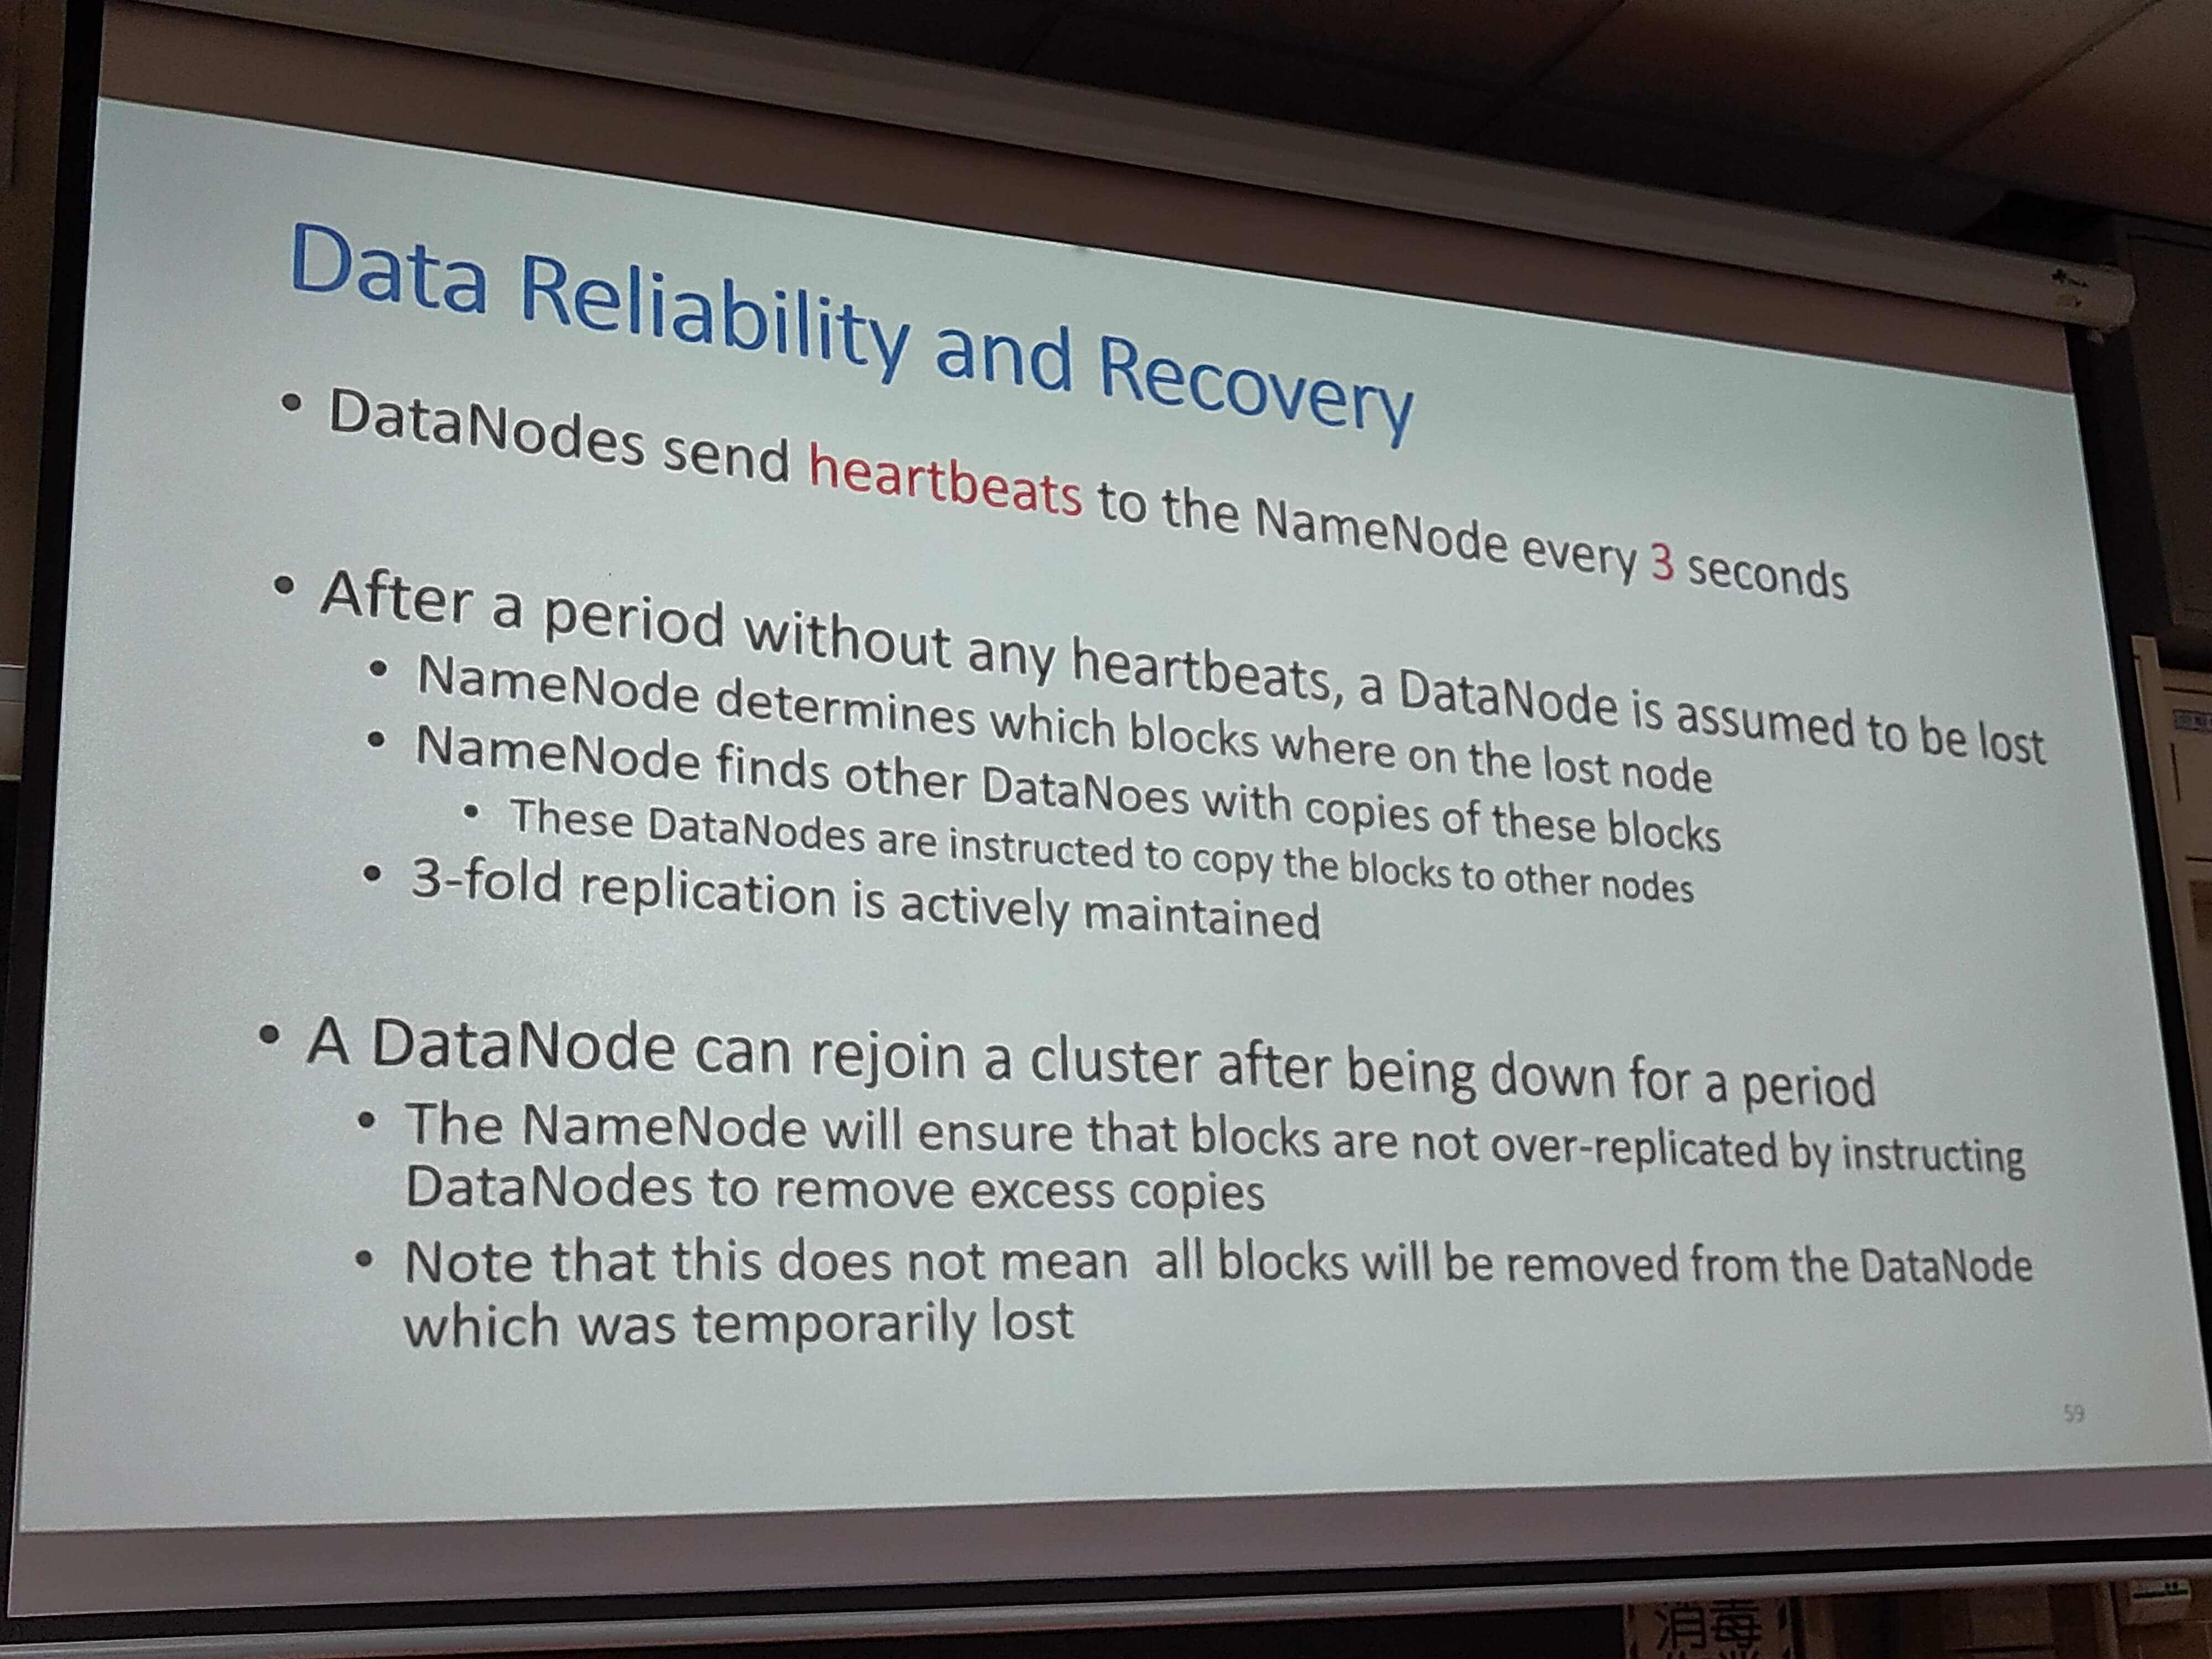 Data Reliability and Recovery
• DataNodes send heartbeats to the NameNode every 3 seconds
• After a period without any heartbeats, a DataNode is assumed to be lost
• NameNode determines which blocks where on the lost node
• NameNode finds other DataNoes with copies of these blocks
• These DataNodes are instructed to copy the blocks to other nodes
• 3-fold replication is actively maintained
• A DataNode can rejoin a cluster after being down for a period
• The NameNode will ensure that blocks are not over-replicated by instructing
DataNodes to remove excess copies
• Note that this does not mean all blocks will be removed from the DataNode
which was temporarily lost
59
消毒